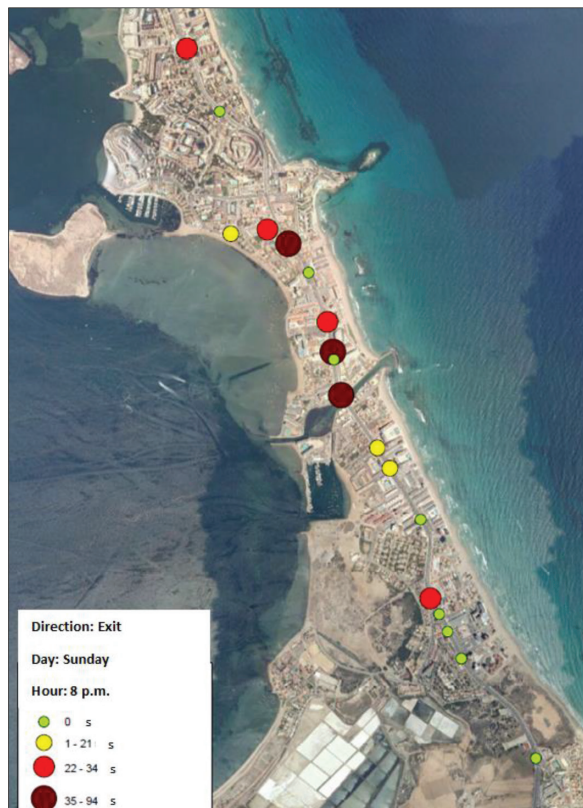 Direction: Exit
Day: Sunday
Hour: 8 p.m.
0 s
1 - 21 s
22 - 34 s
35 - 94 s